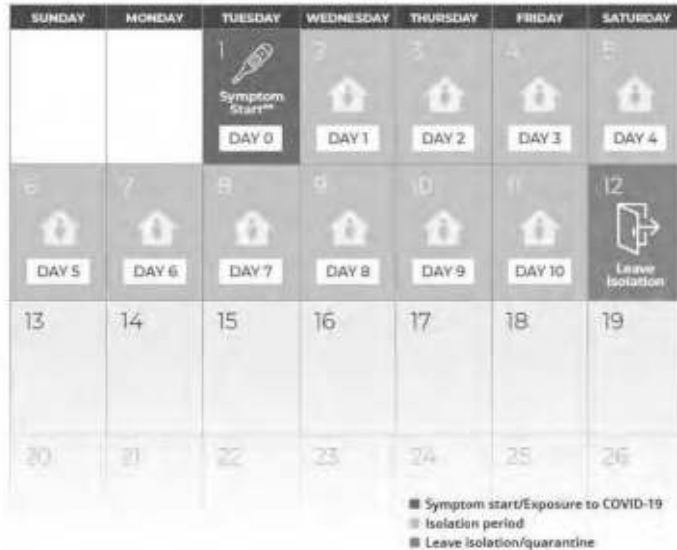 SUNDAY MONDAY TUESDAY WEDNESDAY THURSDAY FRIDAY SATURDAY
1 2 3 4 5
Symptom
Start**
DAY 0 DAY 1 DAY 2 DAY 3 DAY 4
6 7 8 9 10 11 12
DAY 5 DAY 6 DAY 7 DAY 8 DAY 9 DAY 10 Leave
Isolation
13 14 15 16 17 18 19
20 21 22 23 24 25 26
Symptom start/Exposure to COVID-19
Isolation period
Leave isolation/quarantine